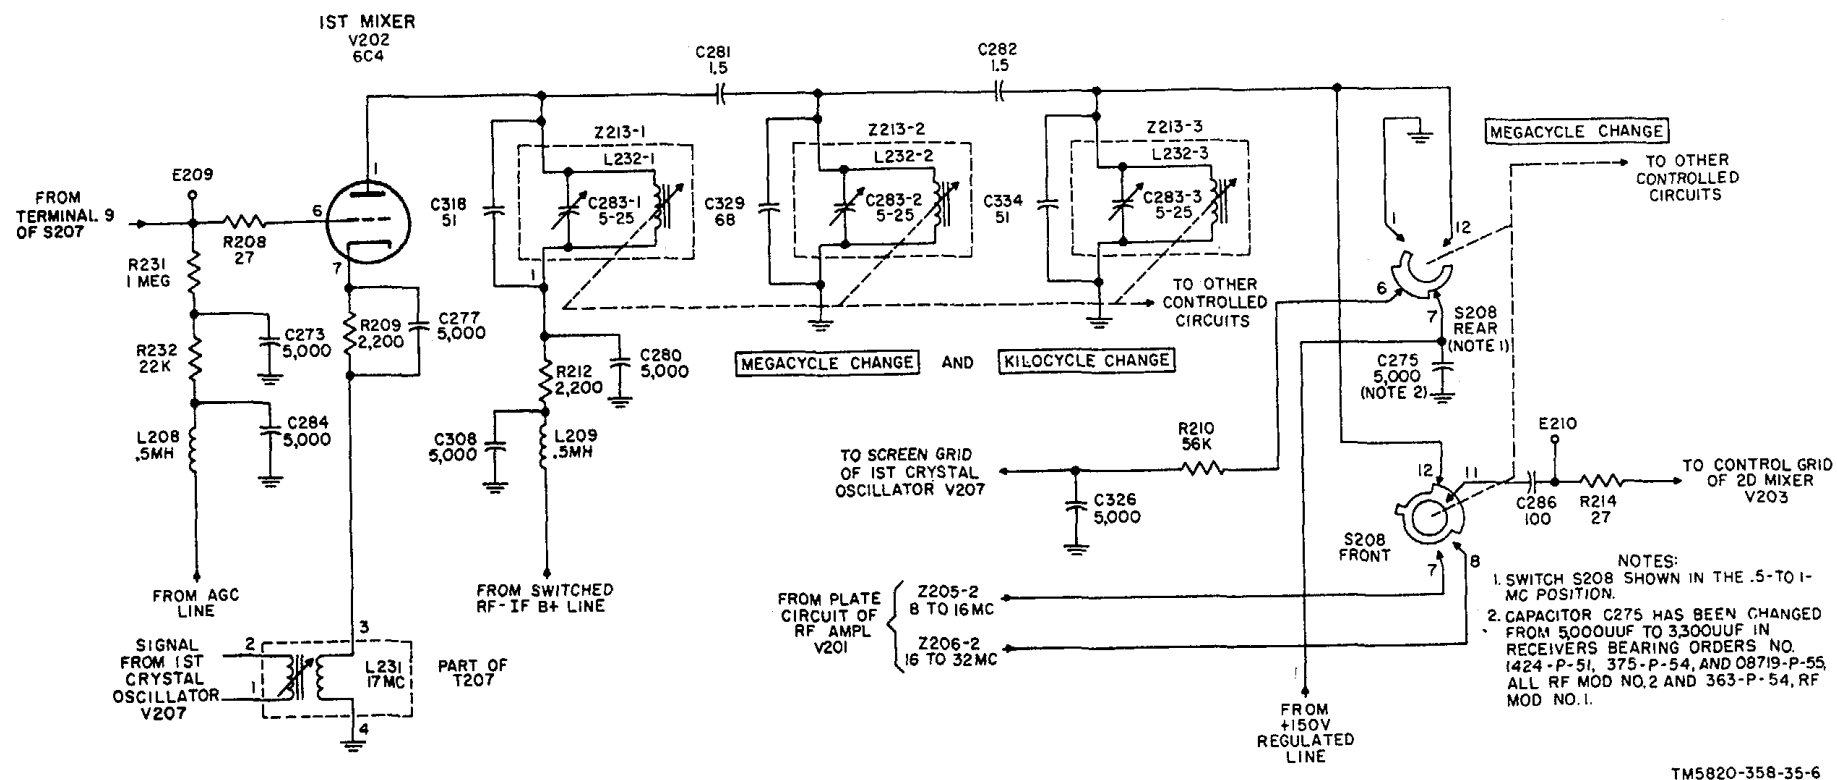 1ST MIXER
V202
6C4
C281
1.5
C282
1.5
E209
FROM
TERMINAL 9
OF S207
R208
27
R231
1 MEG
R232
22K
C273
5,000
C284
5,000
L208
.5MH
FROM AGC
LINE
1
6
7
R209
2,200
C277
5,000
SIGNAL
FROM 1ST
CRYSTAL
OSCILLATOR
V207
2
1
3
4
L231
17MC
PART OF
T207
C318
51
Z213-1
L232-1
C283-1
5-25
1
C280
5,000
R212
2,200
C308
5,000
L209
.5MH
FROM SWITCHED
RF-IF B+ LINE
C329
68
Z213-2
L232-2
C283-2
5-25
C334
51
Z213-3
L232-3
C283-3
5-25
TO OTHER
CONTROLLED
CIRCUITS
MEGACYCLE CHANGE AND KILOCYCLE CHANGE
MEGACYCLE CHANGE
TO OTHER
CONTROLLED
CIRCUITS
1
12
6
7
S208
REAR
(NOTE 1)
C275
5,000
(NOTE 2)
R210
56K
TO SCREEN GRID
OF 1ST CRYSTAL
OSCILLATOR V207
C326
5,000
12
11
E210
C286
100
R214
27
TO CONTROL GRID
OF 2D MIXER
V203
S208
FRONT
7
8
FROM PLATE
CIRCUIT OF
RF AMPL
V201
Z205-2
8 TO 16MC
Z206-2
16 TO 32MC
FROM
+150V
REGULATED
LINE
NOTES:
1. SWITCH S208 SHOWN IN THE .5-TO 1-
MC POSITION.
2. CAPACITOR C275 HAS BEEN CHANGED
FROM 5,000UUF TO 3,300UUF IN
RECEIVERS BEARING ORDERS NO.
1424-P-51, 375-P-54, AND 08719-P-55,
ALL RF MOD NO.2 AND 363-P-54, RF
MOD NO.1.
TM5820-358-35-6